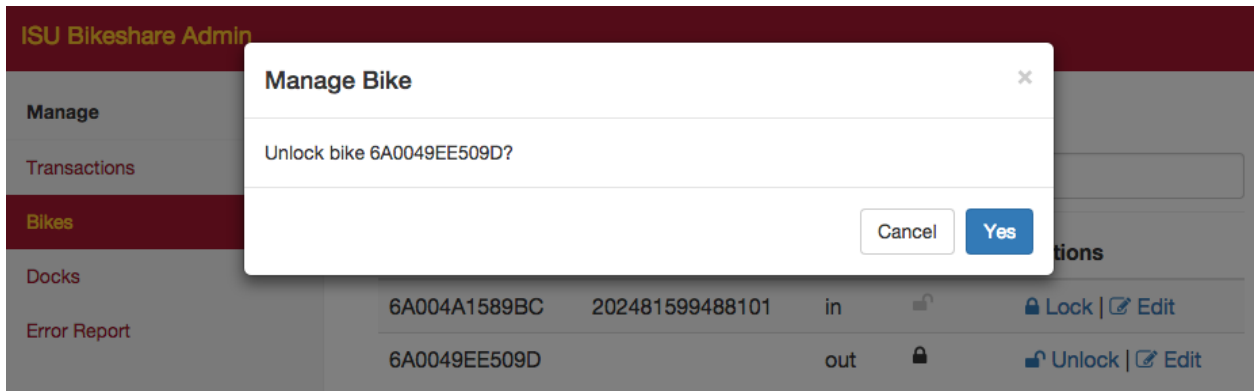 ISU Bikeshare Admin
Manage Bike ×
Manage
Unlock bike 6A0049EE509D?
Transactions
Bikes
Cancel Yes
Docks
tions
6A004A1589BC 202481599488101 in Lock | Edit
Error Report
6A0049EE509D out Unlock | Edit